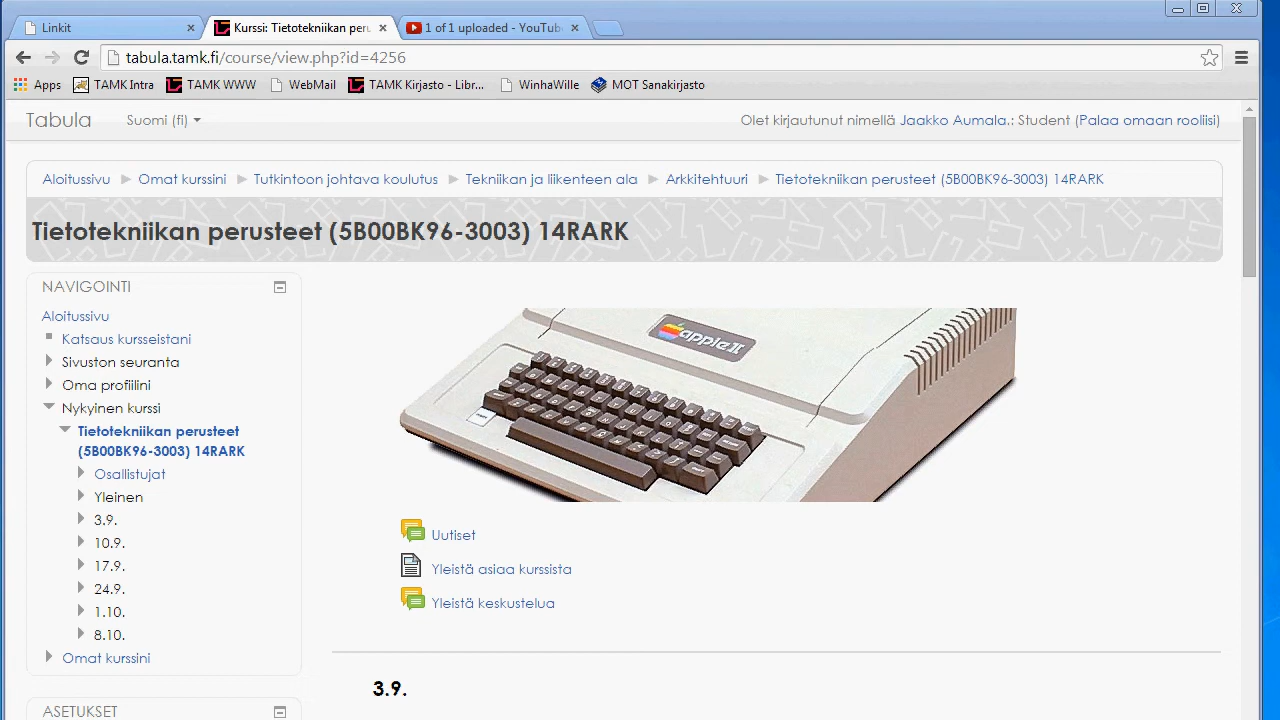 Linkit
Kurssi: Tietotekniikan peru
1 of 1 uploaded - YouTube
tabula.tamk.fi/course/view.php?id=4256
Apps TAMK Intra TAMK WWW WebMail TAMK Kirjasto - Libr... WinhaWille MOT Sanakirjasto
Tabula Suomi (fi) Olet kirjautunut nimellä Jaakko Aumala.: Student (Palaa omaan rooliisi)
Aloitussivu Omat kurssini Tutkintoon johtava koulutus Tekniikan ja liikenteen ala Arkkitehtuuri Tietotekniikan perusteet (5B00BK96-3003) 14RARK
Tietotekniikan perusteet (5B00BK96-3003) 14RARK
NAVIGOINTI
Aloitussivu
Katsaus kursseistani
Sivuston seuranta
Oma profiilini
Nykyinen kurssi
Tietotekniikan perusteet
(5B00BK96-3003) 14RARK
Osallistujat
Yleinen
3.9.
10.9.
17.9.
24.9.
1.10.
8.10.
Omat kurssini
ASETUKSET
apple II
Uutiset
Yleistä asiaa kurssista
Yleistä keskustelua
3.9.